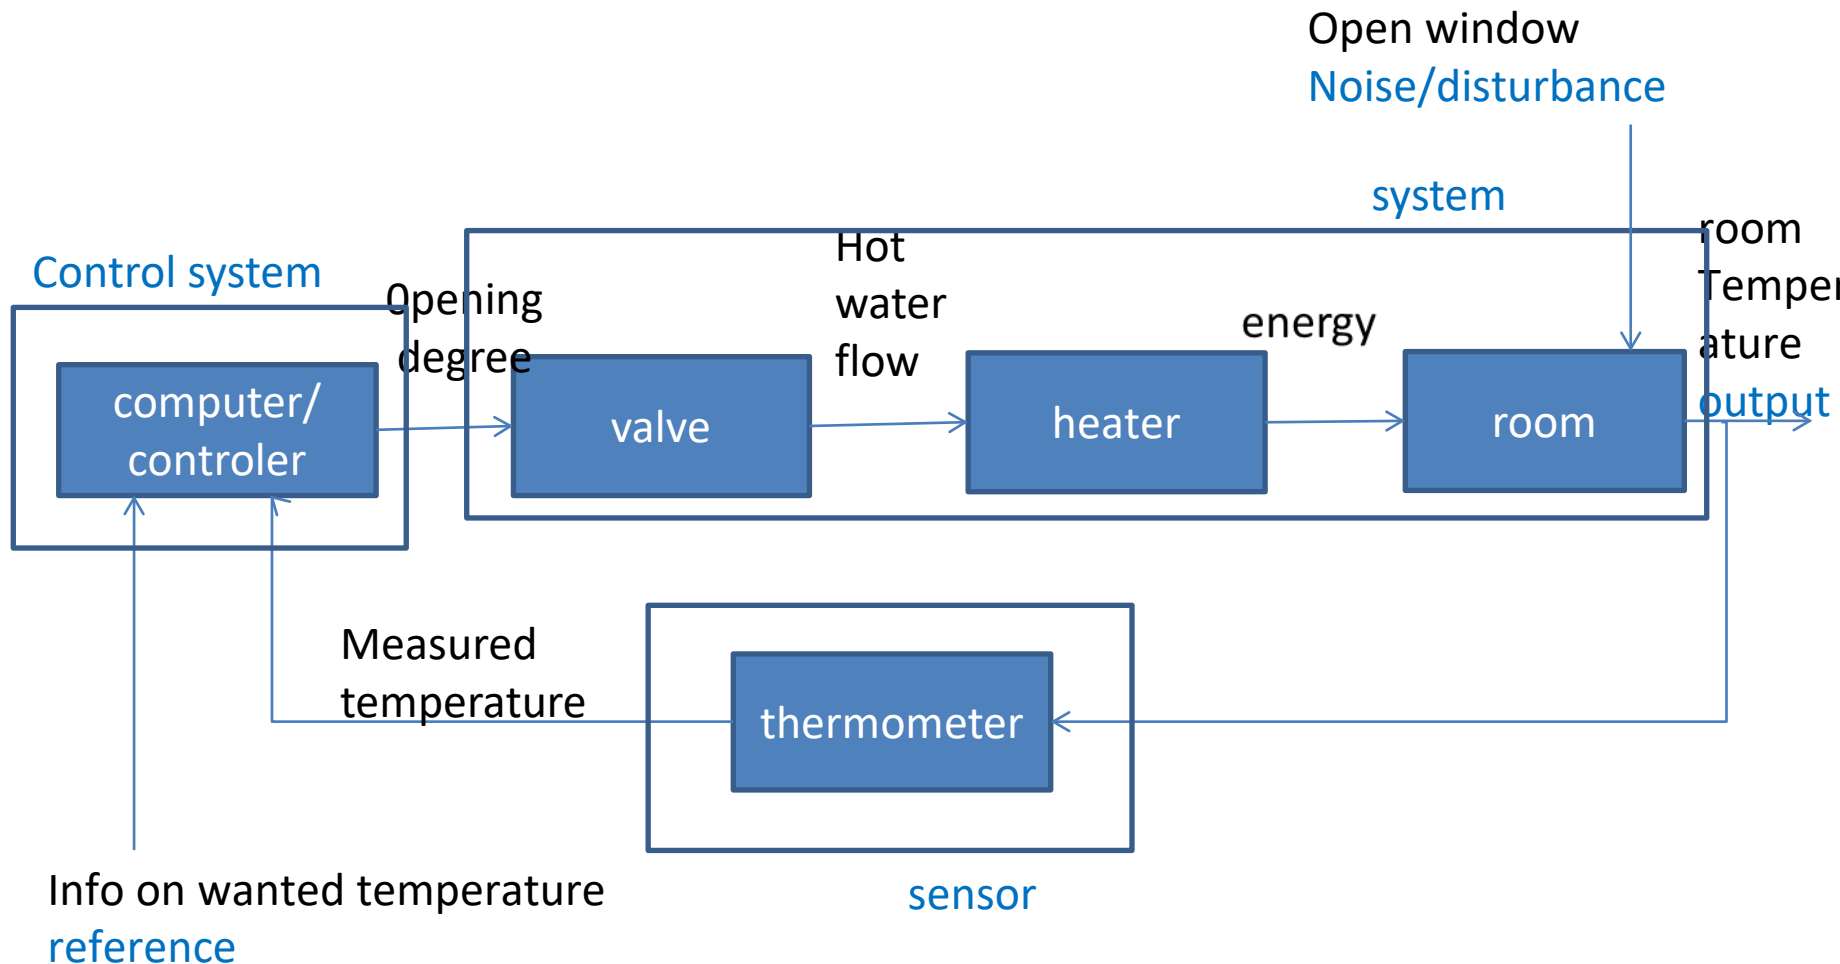 Open window
Noise/disturbance
system
Control system
0pening
degree
Hot
water
flow
energy
room
Temper
ature
output
computer/
controler
valve
heater
room
Measured
temperature
thermometer
sensor
Info on wanted temperature
reference